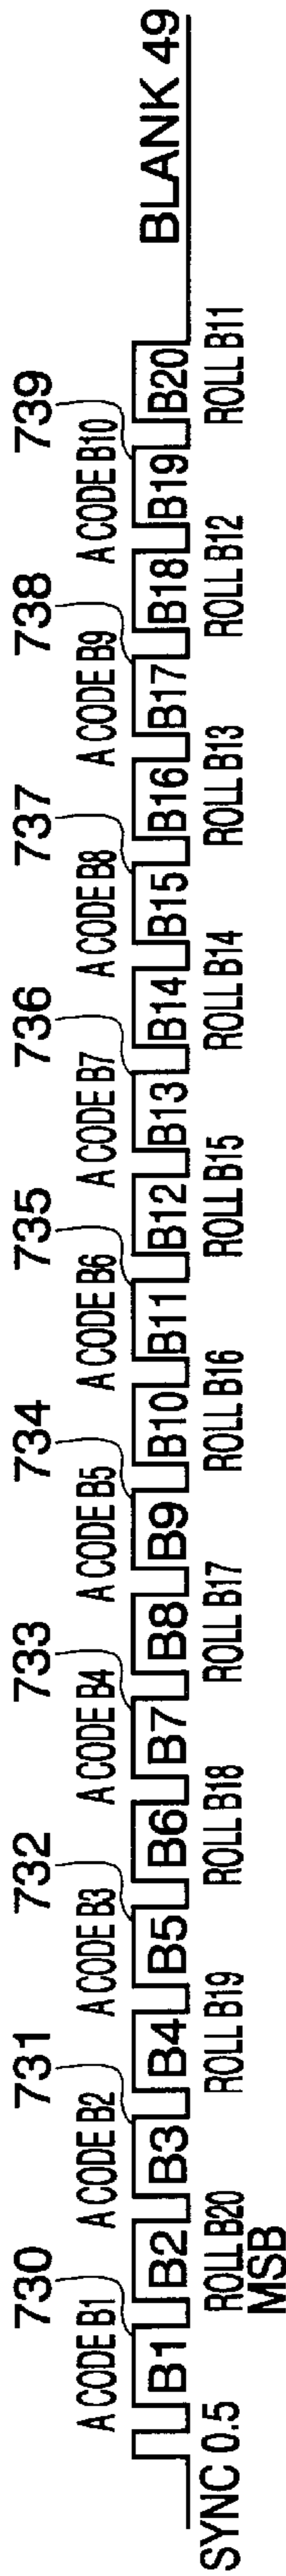 730 731 732 733 734 735 736 737 738 739
A CODE B1 A CODE B2 A CODE B3 A CODE B4 A CODE B5 A CODE B6 A CODE B7 A CODE B8 A CODE B9 A CODE B10
B1 B2 B3 B4 B5 B6 B7 B8 B9 B10 B11 B12 B13 B14 B15 B16 B17 B18 B19 B20 BLANK 49
SYNC 0.5 ROLL B20 ROLL B19 ROLL B18 ROLL B17 ROLL B16 ROLL B15 ROLL B14 ROLL B13 ROLL B12 ROLL B11
MSB